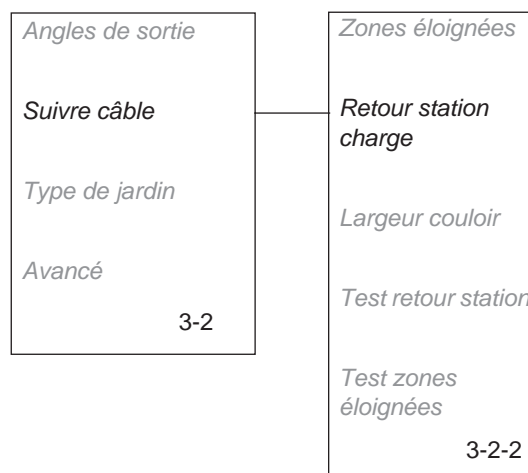 Angles de sortie
Suivre câble
Type de jardin
Avancé
3-2
Zones éloignées
Retour station
charge
Largeur couloir
Test retour station
Test zones
éloignées
3-2-2